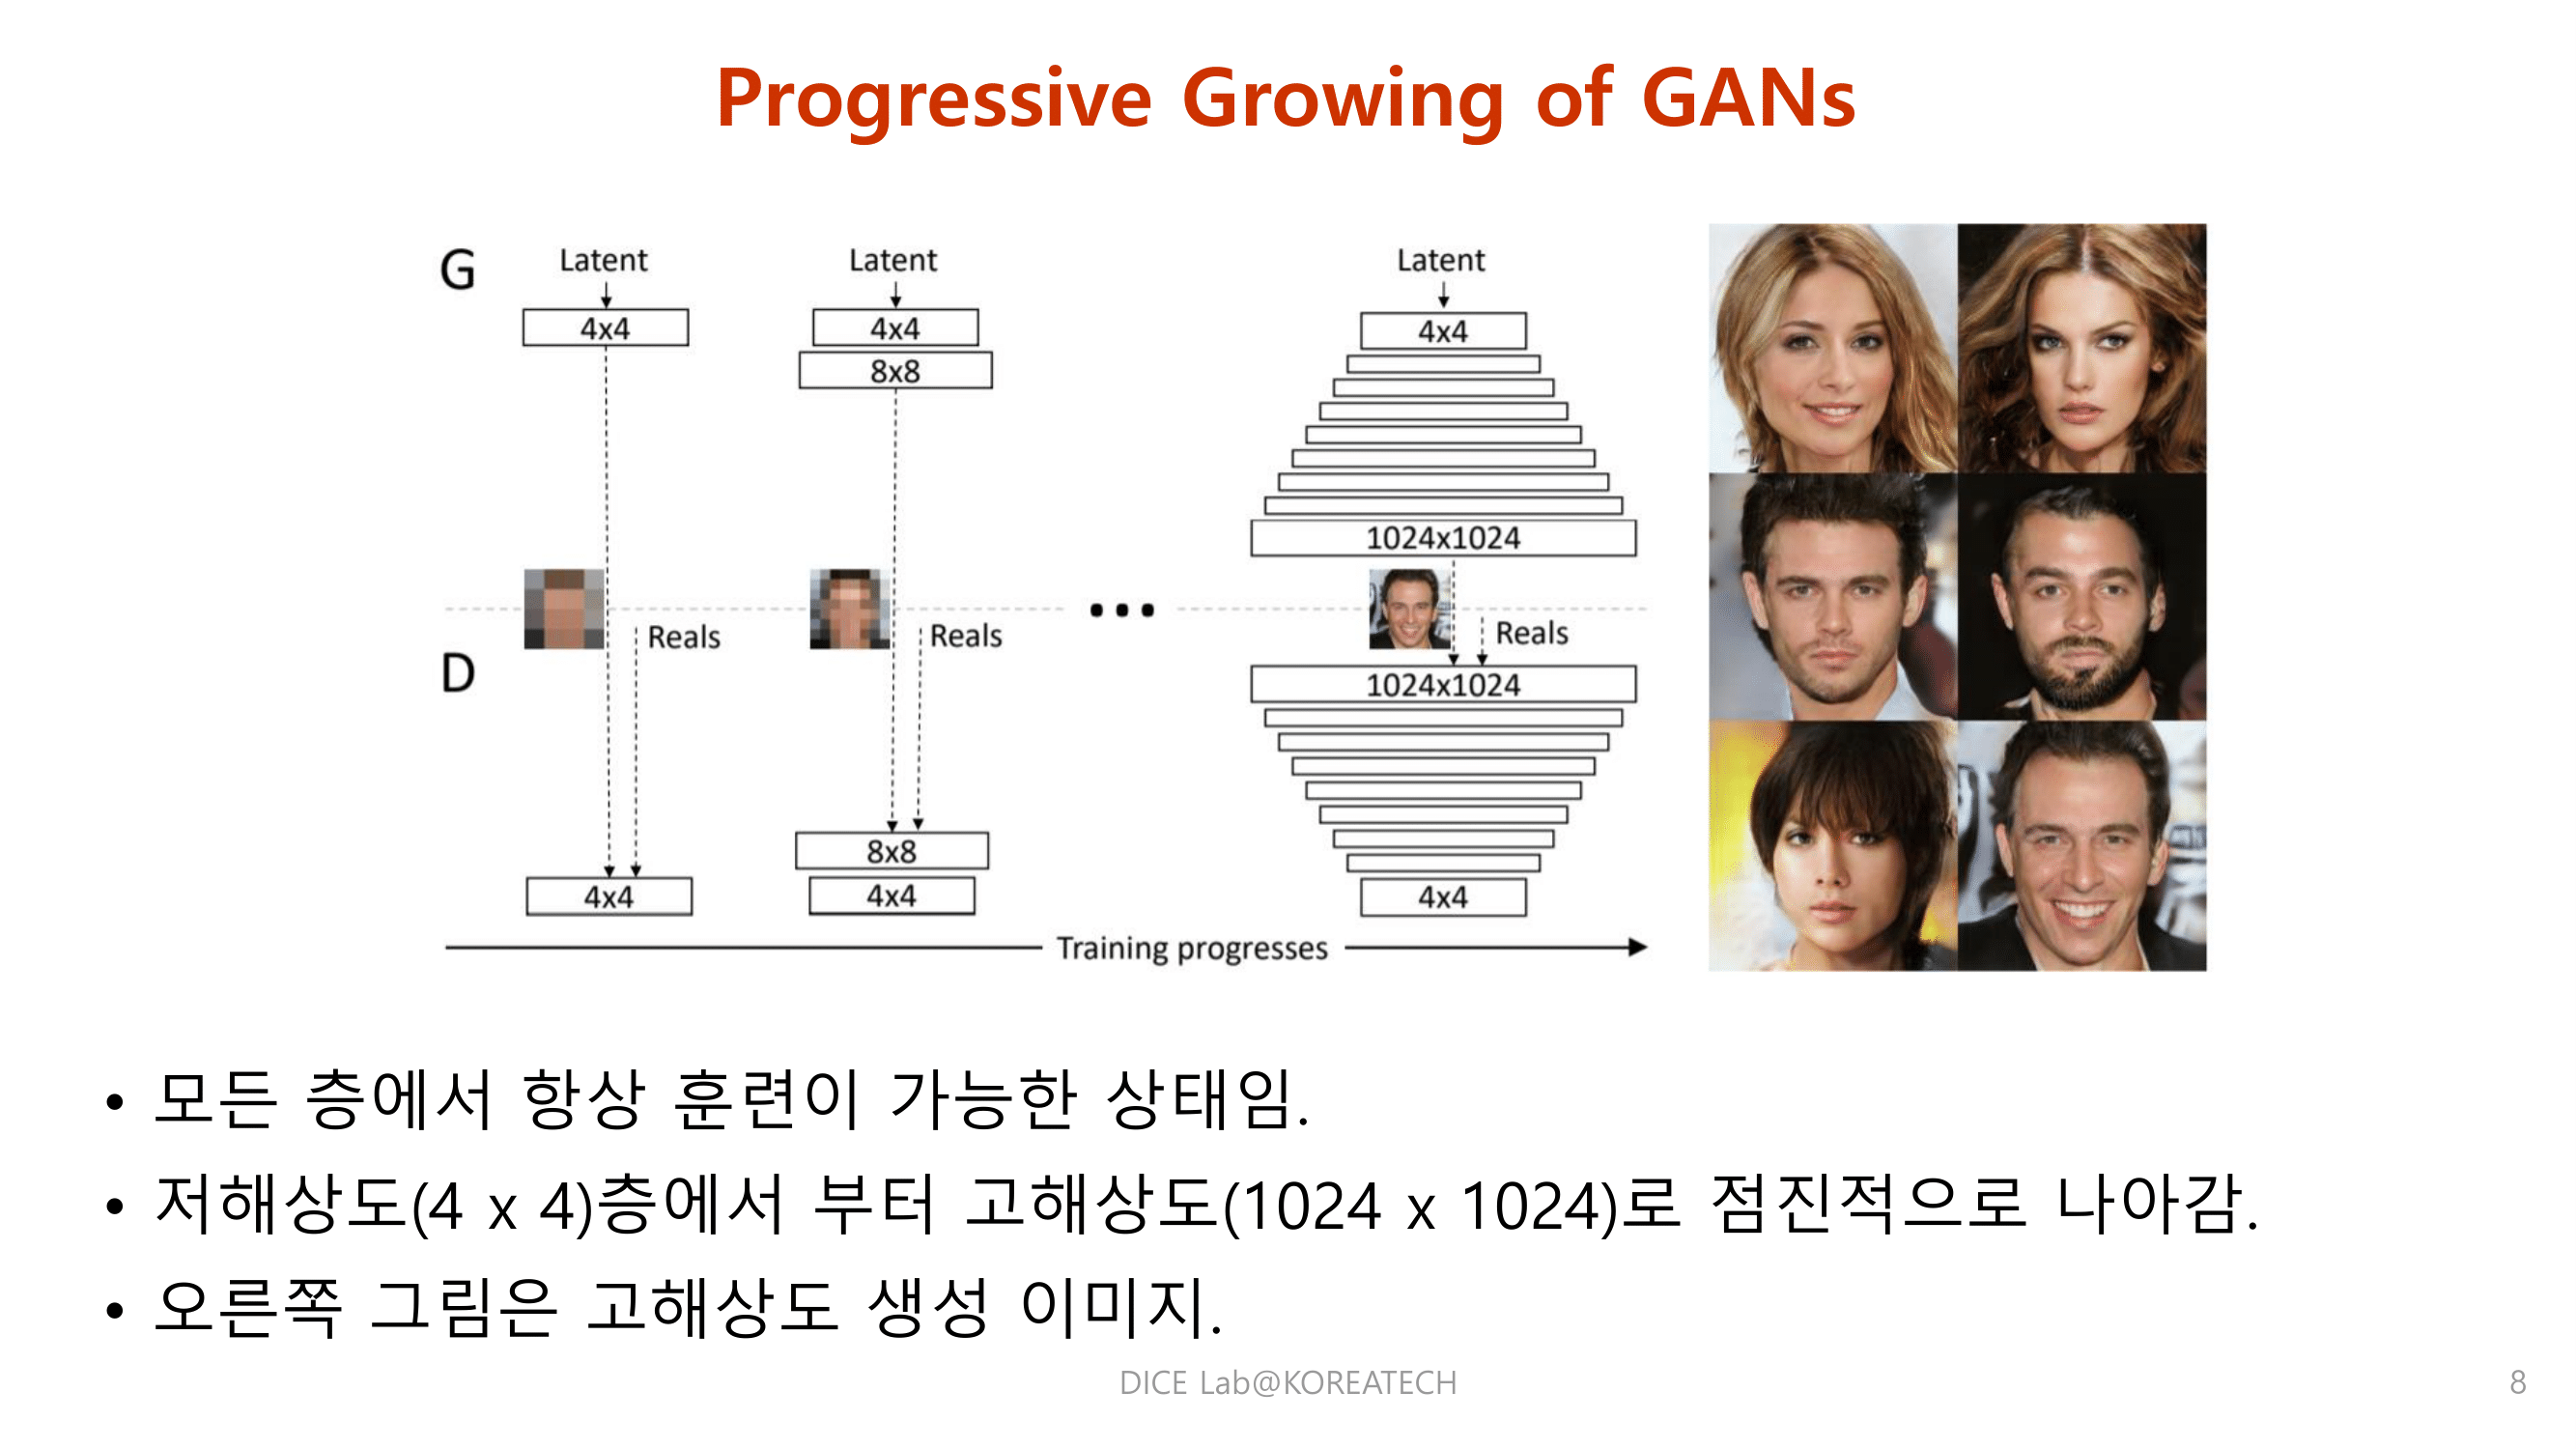 Progressive Growing of GANs
G
Latent
Latent
Latent
4x4
4x4
4x4
8x8
1024x1024
Reals
Reals
Reals
D
1024x1024
8x8
4x4
4x4
4x4
Training progresses
• 모든 층에서 항상 훈련이 가능한 상태임.
• 저해상도(4 x 4)층에서 부터 고해상도(1024 x 1024)로 점진적으로 나아감.
• 오른쪽 그림은 고해상도 생성 이미지.
DICE Lab@KOREATECH
8